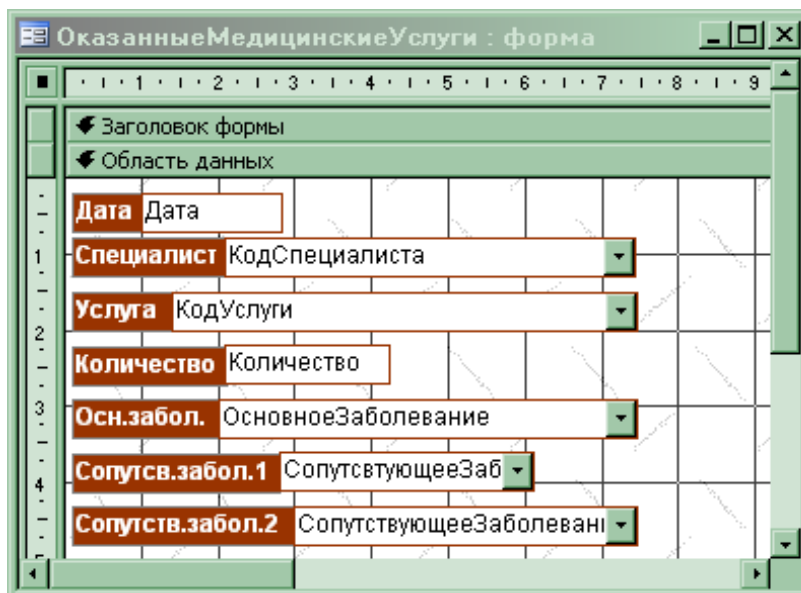 ОказанныеМедицинскиеУслуги : форма
1 2 3 4 5 6 7 8 9
Заголовок формы
Область данных
Дата Дата
1
Специалист КодСпециалиста
Услуга КодУслуги
2
Количество Количество
3
Осн.забол. ОсновноеЗаболевание
Сопутсв.забол.1 СопутсвтующееЗаб
4
Сопутств.забол.2 СопутствующееЗаболевани